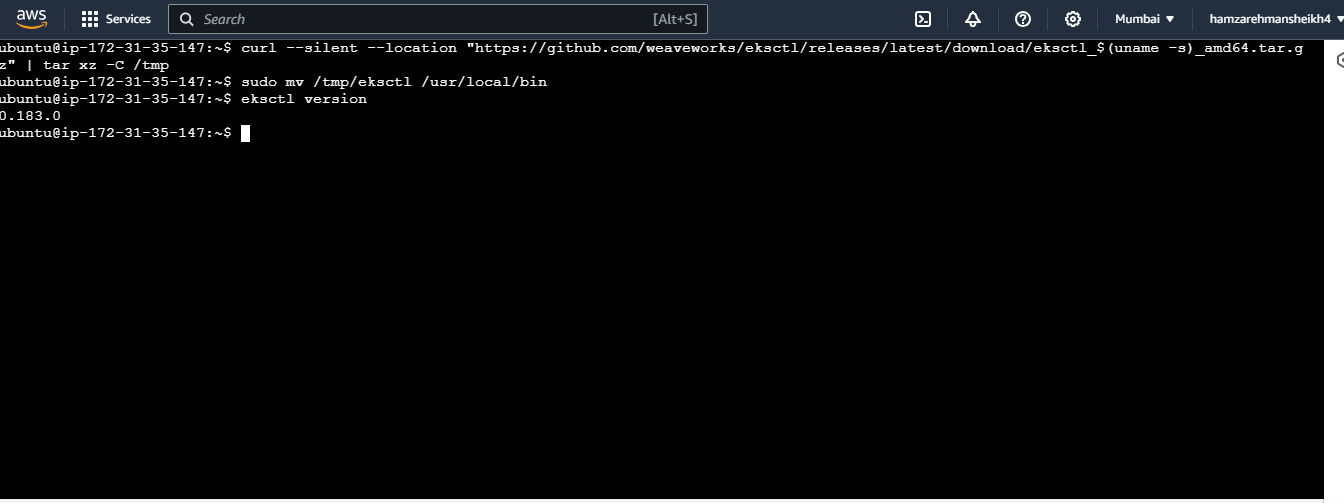 aws
Services
Search
[Alt+S]
Mumbai
hamzarehmansheikh4
ubuntu@ip-172-31-35-147:~$ curl --silent --location "https://github.com/weaveworks/eksctl/releases/latest/download/eksctl_$(uname -s)_amd64.tar.g
z" | tar xz -C /tmp
ubuntu@ip-172-31-35-147:~$ sudo mv /tmp/eksctl /usr/local/bin
ubuntu@ip-172-31-35-147:~$ eksctl version
0.183.0
ubuntu@ip-172-31-35-147:~$